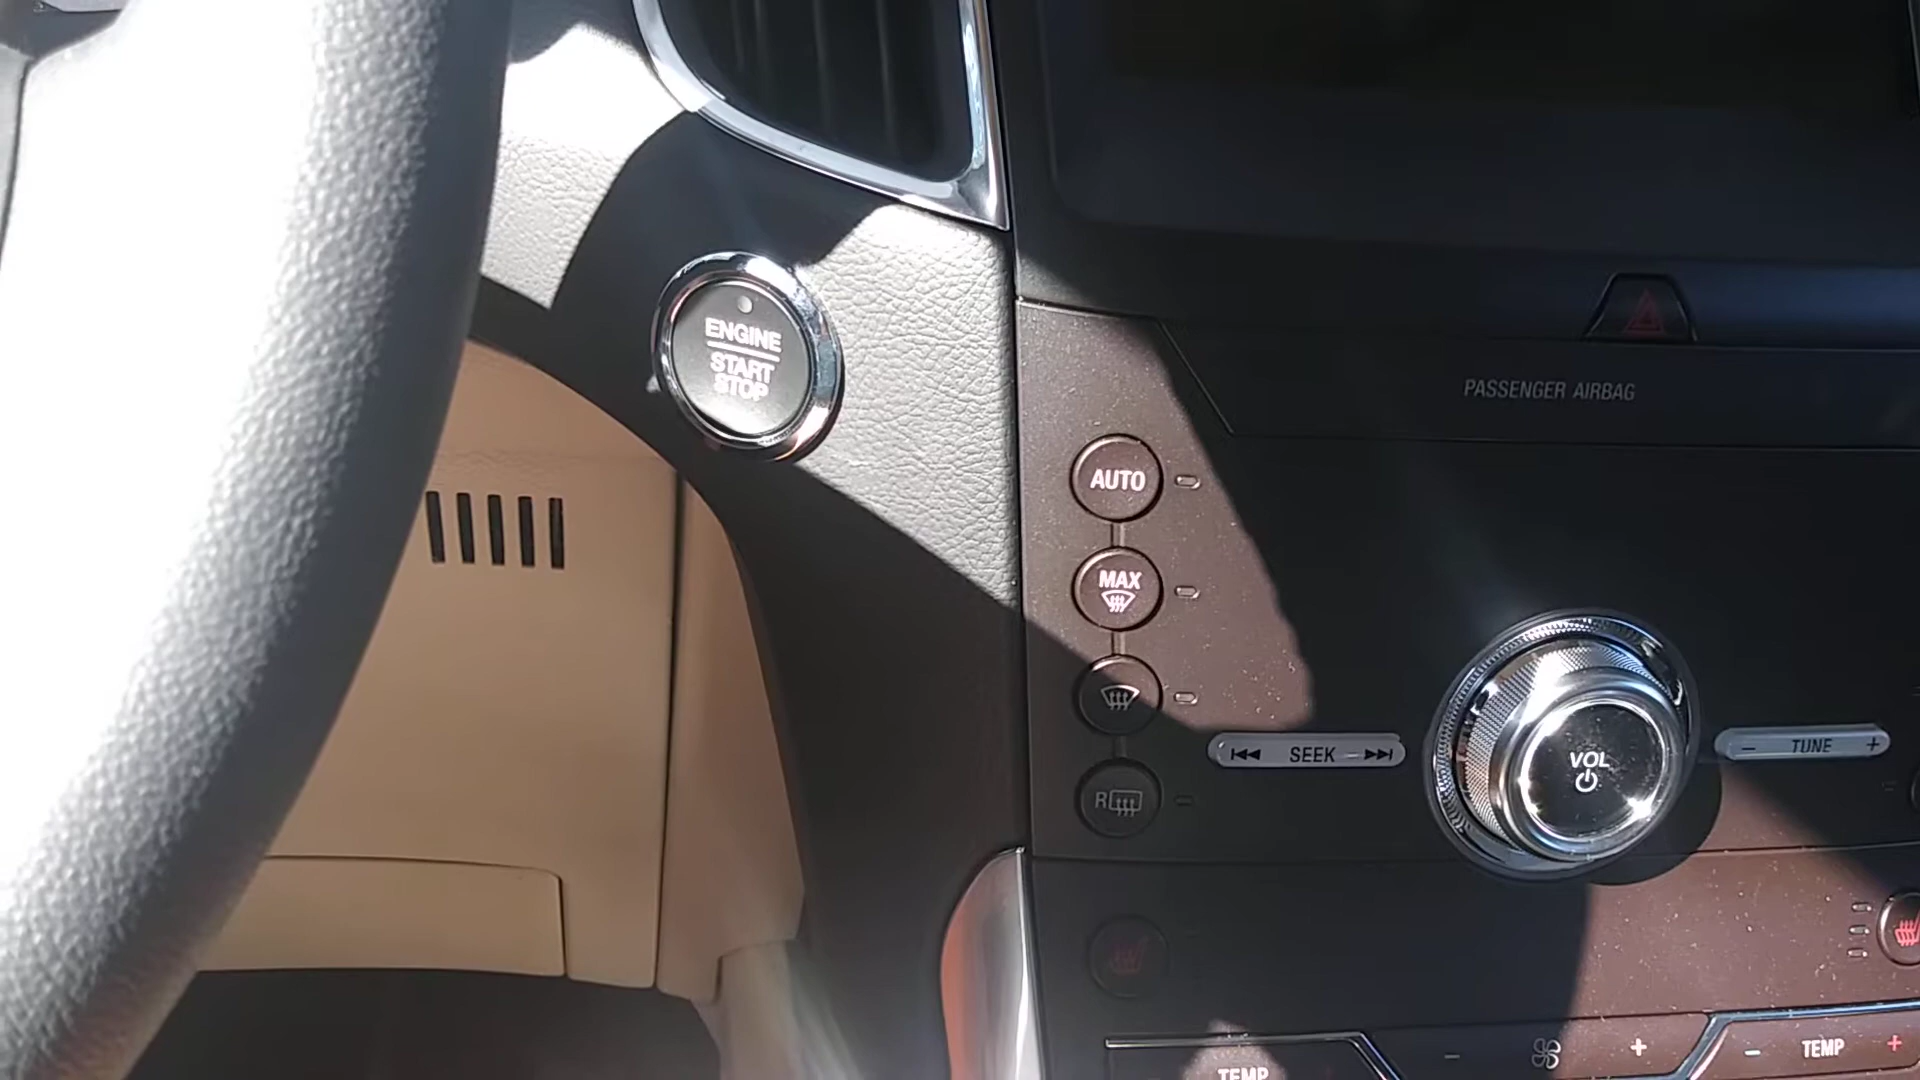 ENGINE
START
STOP
PASSENGER AIRBAG
AUTO
MAX
R
SEEK
VOL
- TUNE +
TEMP
- +
- TEMP +